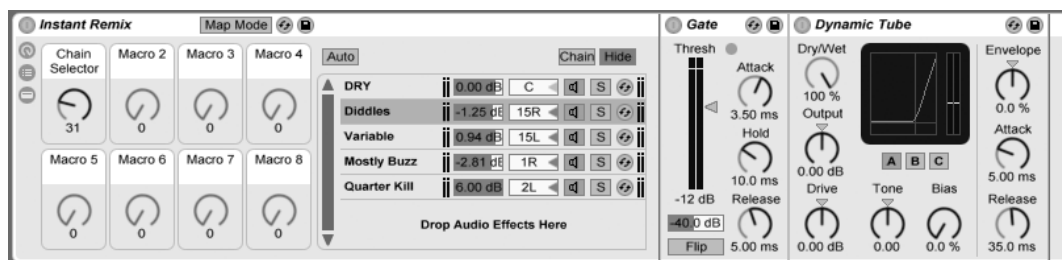 Instant Remix Map Mode
Chain Selector Macro 2 Macro 3 Macro 4
31 0 0 0
Macro 5 Macro 6 Macro 7 Macro 8
0 0 0 0
Auto Chain Hide
DRY 0.00 dB C S
Diddles -1.25 dB 15R S
Variable 0.94 dB 15L S
Mostly Buzz -2.81 dB 1R S
Quarter Kill 6.00 dB 2L S
Drop Audio Effects Here
Gate
Thresh
Attack
3.50 ms
Hold
10.0 ms
-12 dB Release
-40.0 dB
Flip 5.00 ms
Dynamic Tube
Dry/Wet
100 %
Output
0.00 dB
A B C
Drive Tone Bias
0.00 dB 0.00 0.0 %
Envelope
0.0 %
Attack
5.00 ms
Release
35.0 ms